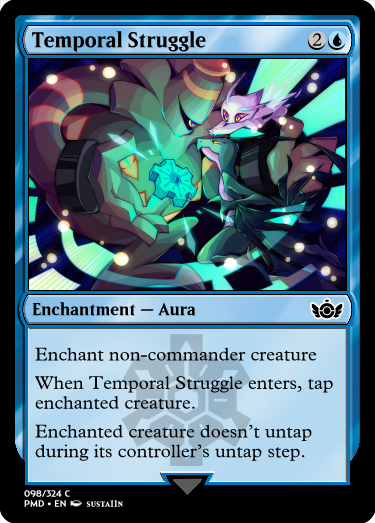 Temporal Struggle 2
Enchantment — Aura
Enchant non-commander creature
When Temporal Struggle enters, tap
enchanted creature.
Enchanted creature doesn't untap
during its controller's untap step.
098/324 C
PMD • EN SUSTAIIN